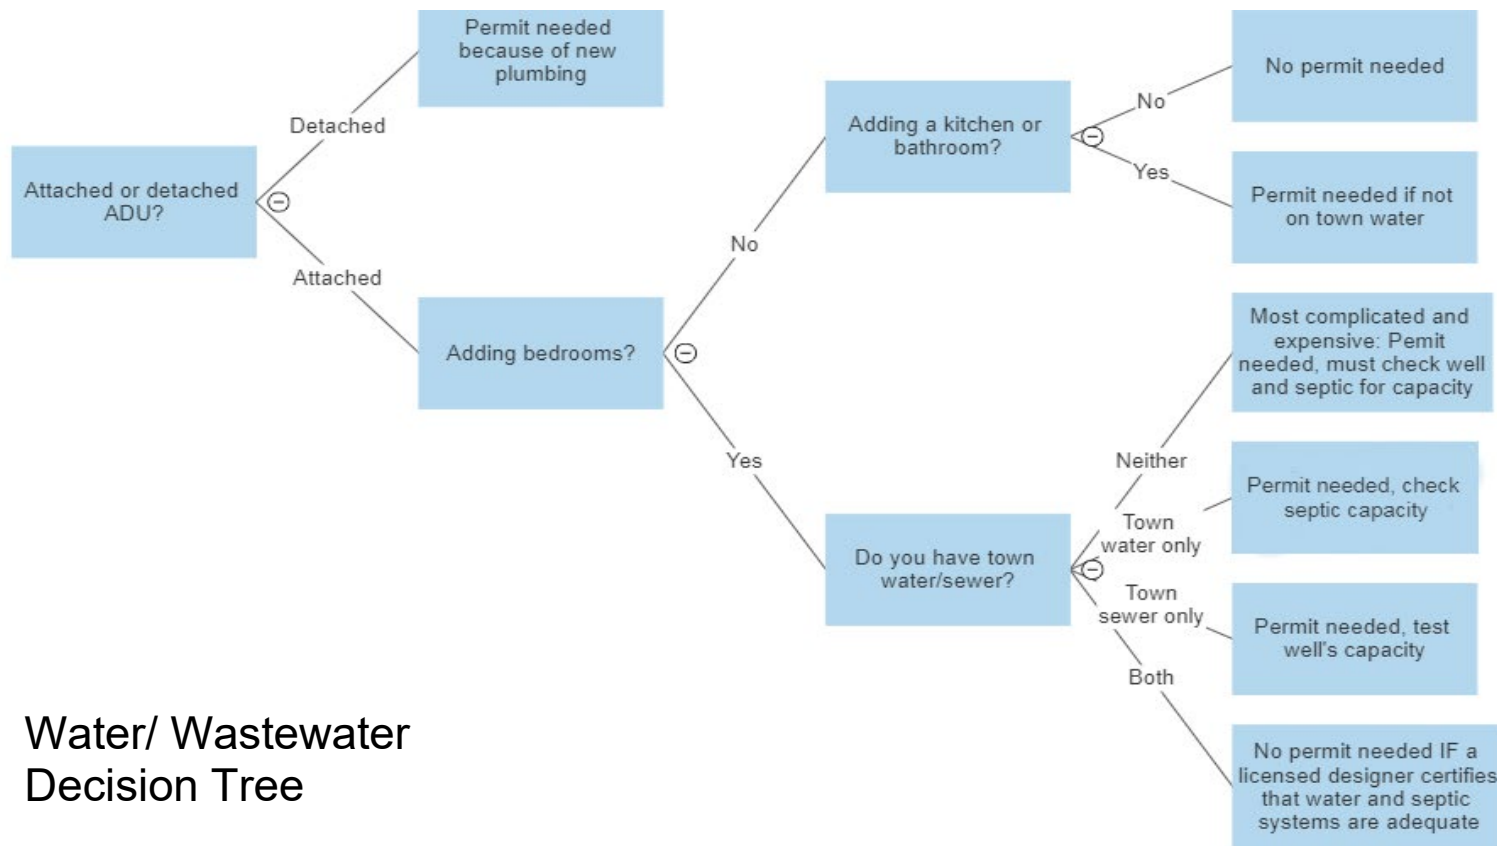 Permit needed
because of new
plumbing
Detached
Attached or detached
ADU?
Attached
Adding bedrooms?
No
Yes
Adding a kitchen or
bathroom?
No
Yes
No permit needed
Permit needed if not
on town water
Do you have town
water/sewer?
Neither
Town
water only
Town
sewer only
Both
Most complicated and
expensive: Pemit
needed, must check well
and septic for capacity
Permit needed, check
septic capacity
Permit needed, test
well's capacity
No permit needed IF a
licensed designer certifies
that water and septic
systems are adequate
Water/ Wastewater
Decision Tree